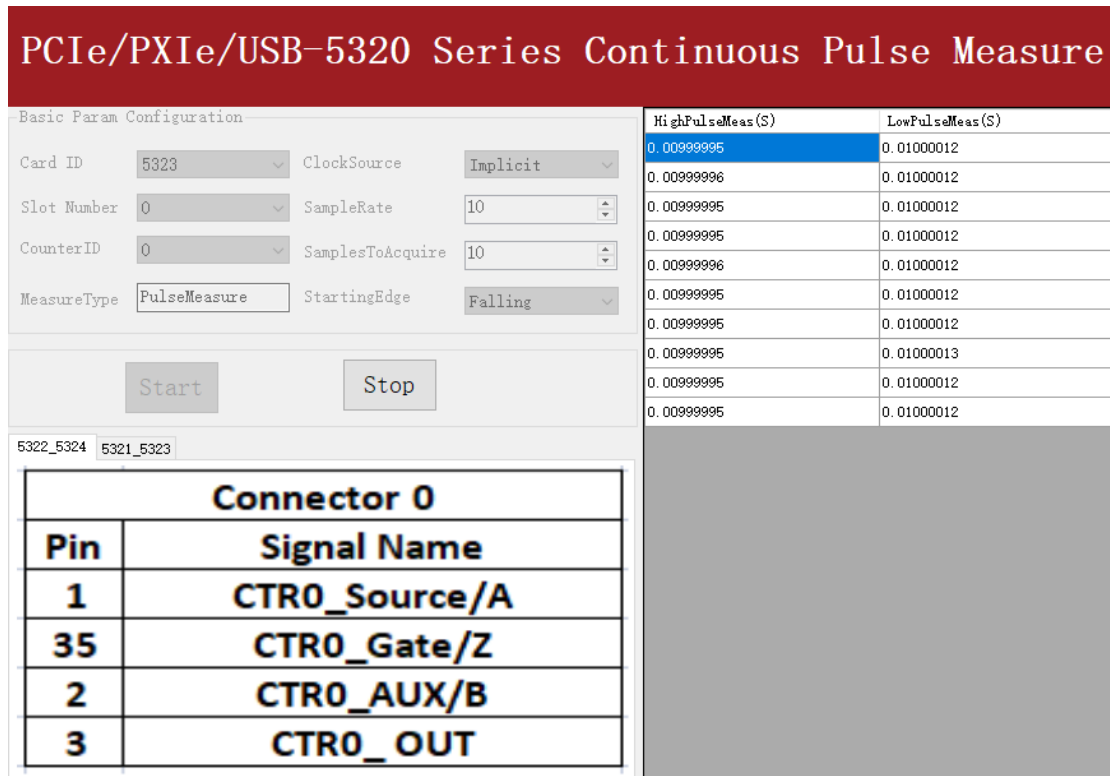 PCIe/PXIe/USB-5320 Series Continuous Pulse Measure
Basic Param Configuration
Card ID 5323 ClockSource Implicit
Slot Number 0 SampleRate 10
CounterID 0 SamplesToAcquire 10
MeasureType PulseMeasure StartingEdge Falling
Start Stop
5322_5324 5321_5323
Connector 0
Pin Signal Name
1 CTR0_Source/A
35 CTR0_Gate/Z
2 CTR0_AUX/B
3 CTR0_ OUT
HighPulseMeas(S) LowPulseMeas(S)
0.00999995 0.01000012
0.00999996 0.01000012
0.00999995 0.01000012
0.00999995 0.01000012
0.00999996 0.01000012
0.00999995 0.01000012
0.00999995 0.01000012
0.00999995 0.01000013
0.00999995 0.01000012
0.00999995 0.01000012